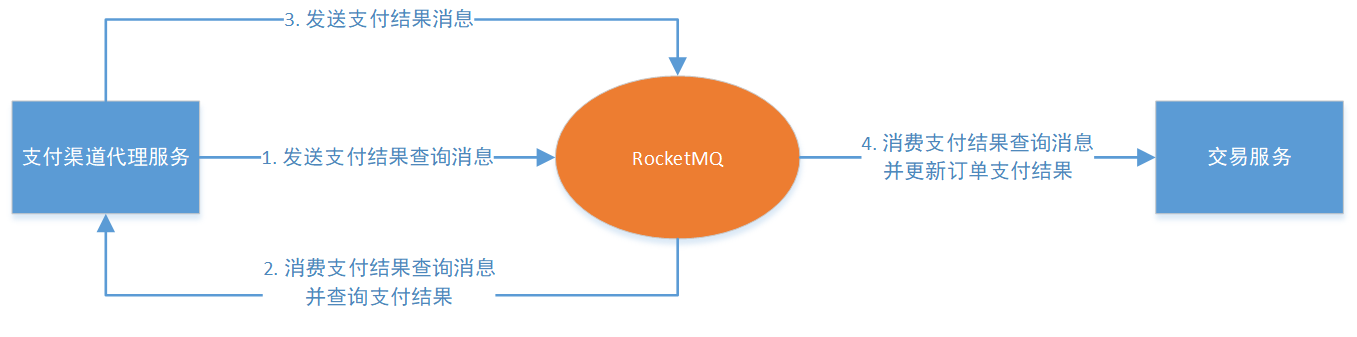 3. 发送支付结果消息
支付渠道代理服务
1. 发送支付结果查询消息
RocketMQ
4. 消费支付结果查询消息
并更新订单支付结果
交易服务
2. 消费支付结果查询消息
并查询支付结果